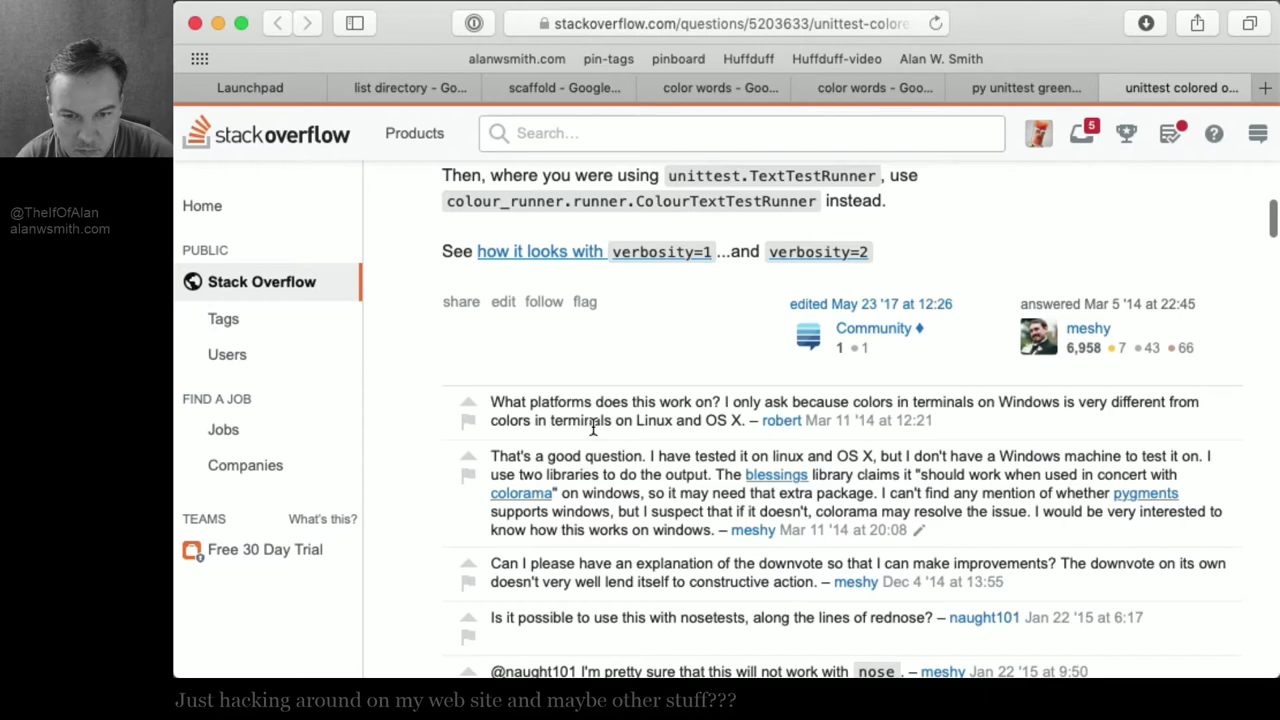 stackoverflow.com/questions/5203633/unittest-colore
alanwsmith.com pin-tags pinboard Huffduff Huffduff-video Alan W. Smith
Launchpad list directory - Go... scaffold - Google... color words - Goo... color words - Goo... py unittest green... unittest colored o...
stackoverflow Products Search... 5
@TheIfOfAlan
alanwsmith.com
Home
PUBLIC
Stack Overflow
Tags
Users
FIND A JOB
Jobs
Companies
TEAMS What's this?
Free 30 Day Trial
Then, where you were using unittest.TextTestRunner, use
colour_runner.runner.ColourTextTestRunner instead.
See how it looks with verbosity=1 ...and verbosity=2
share edit follow flag
edited May 23 '17 at 12:26
Community ♦
1 ●1
answered Mar 5 '14 at 22:45
meshy
6,958 ●7 ●43 ●66
What platforms does this work on? I only ask because colors in terminals on Windows is very different from
colors in terminals on Linux and OS X. – robert Mar 11 '14 at 12:21
That's a good question. I have tested it on linux and OS X, but I don't have a Windows machine to test it on. I
use two libraries to do the output. The blessings library claims it "should work when used in concert with
colorama" on windows, so it may need that extra package. I can't find any mention of whether pygments
supports windows, but I suspect that if it doesn't, colorama may resolve the issue. I would be very interested to
know how this works on windows. – meshy Mar 11 '14 at 20:08
Can I please have an explanation of the downvote so that I can make improvements? The downvote on its own
doesn't very well lend itself to constructive action. – meshy Dec 4 '14 at 13:55
Is it possible to use this with nosetests, along the lines of rednose? – naught101 Jan 22 '15 at 6:17
@naught101 I'm pretty sure that this will not work with nose. – meshy Jan 22 '15 at 9:50
Just hacking around on my web site and maybe other stuff???